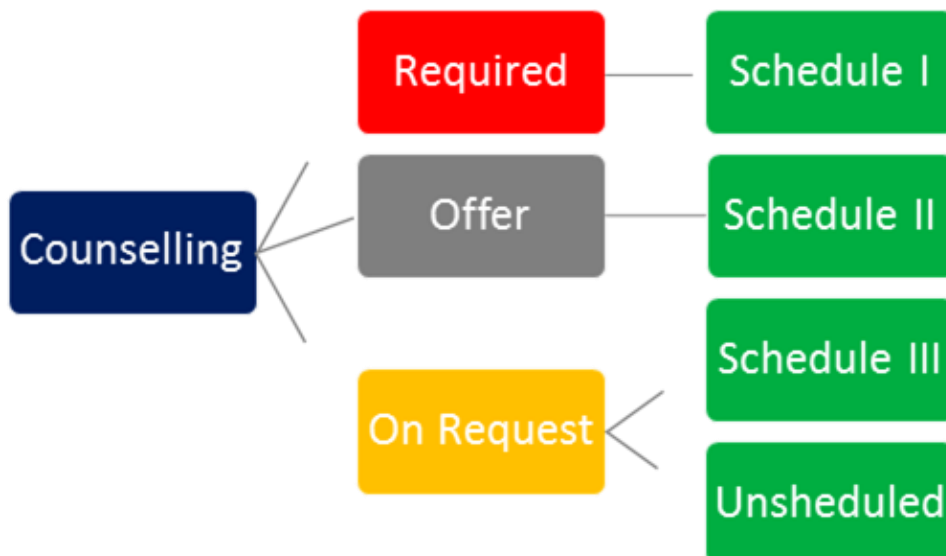 Counselling
Required
Schedule I
Offer
Schedule II
On Request
Schedule III
Unsheduled